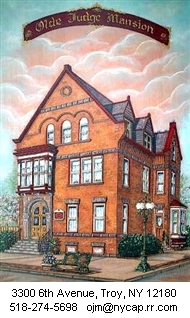 Olde Judge Mansion
3300 6th Avenue, Troy, NY 12180
518-274-5698 ojm@nycap.rr.com